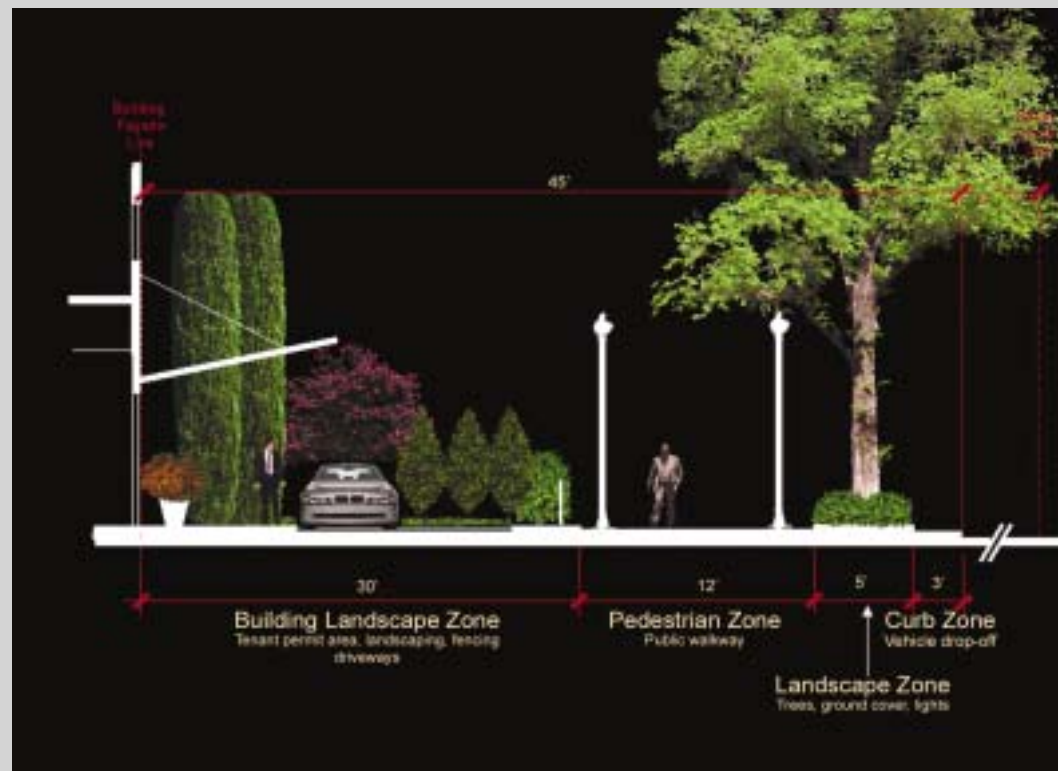 Building
Façade
Line
45'
30'
12'
5'
3'
Building Landscape Zone
Tenant permit area, landscaping, fencing
driveways
Pedestrian Zone
Public walkway
Curb Zone
Vehicle drop-off
Landscape Zone
Trees, ground cover, lights